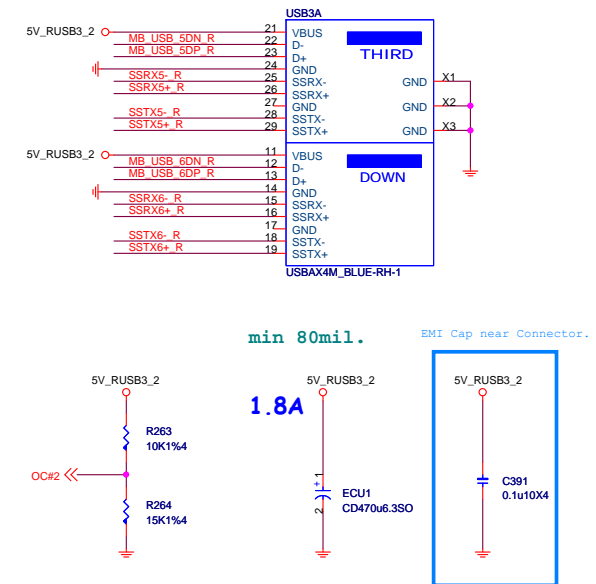 USB3A
5V_RUSB3_2 21 VBUS
MB_USB_5DN_R 22 D-
MB_USB_5DP_R 23 D+
THIRD
24 GND
SSRX5-_R 25 SSRX- GND X1
SSRX5+_R 26 SSRX+
27 GND GND X2
SSTX5-_R 28 SSTX-
SSTX5+_R 29 SSTX+ GND X3
5V_RUSB3_2 11 VBUS
MB_USB_6DN_R 12 D-
MB_USB_6DP_R 13 D+ DOWN
14 GND
SSRX6-_R 15 SSRX-
SSRX6+_R 16 SSRX+
17 GND
SSTX6-_R 18 SSTX-
SSTX6+_R 19 SSTX+
USBAX4M_BLUE-RH-1
min 80mil.
EMI Cap near Connector.
5V_RUSB3_2
R263
10K1%4
OC#2
R264
15K1%4
1.8A
5V_RUSB3_2
+ 1
2
ECU1
CD470u6.3SO
5V_RUSB3_2
C391
0.1u10X4